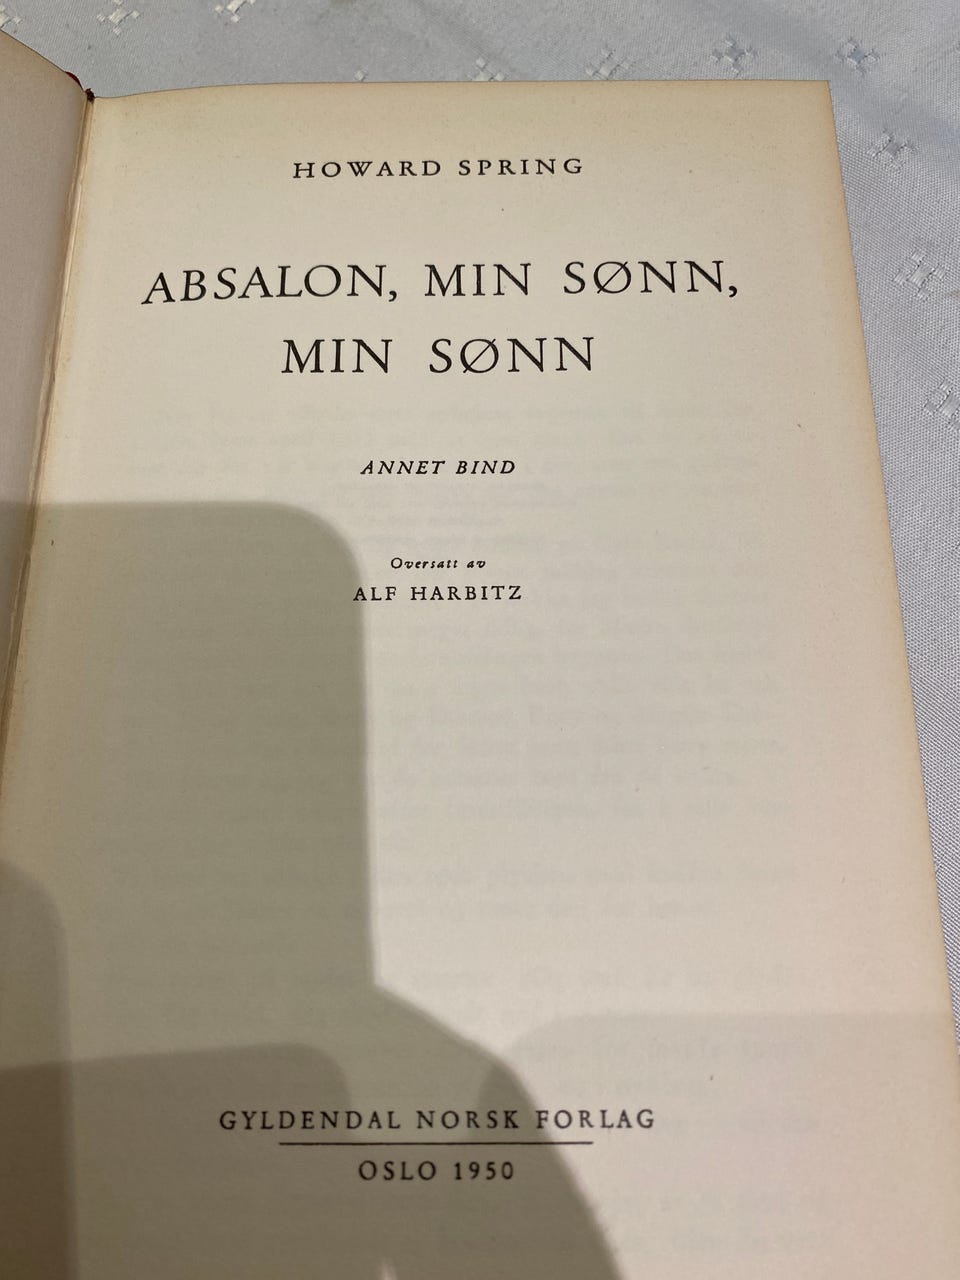 HOWARD SPRING
ABSALON, MIN SØNN,
MIN SØNN
ANNET BIND
Oversatt av
ALF HARBITZ
GYLDENDAL NORSK FORLAG
OSLO 1950